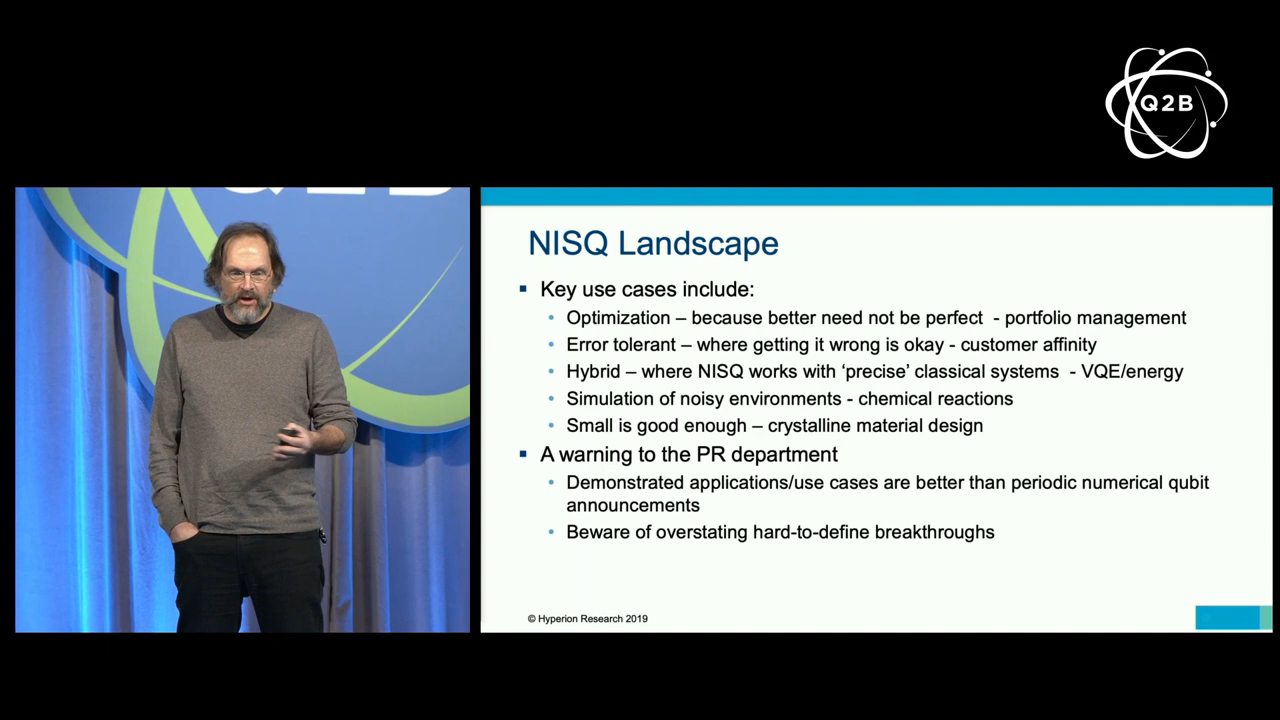 Q2B
NISQ Landscape
Key use cases include:
Optimization – because better need not be perfect - portfolio management
Error tolerant – where getting it wrong is okay - customer affinity
Hybrid – where NISQ works with ‘precise’ classical systems - VQE/energy
Simulation of noisy environments - chemical reactions
Small is good enough – crystalline material design
A warning to the PR department
Demonstrated applications/use cases are better than periodic numerical qubit
announcements
Beware of overstating hard-to-define breakthroughs
© Hyperion Research 2019